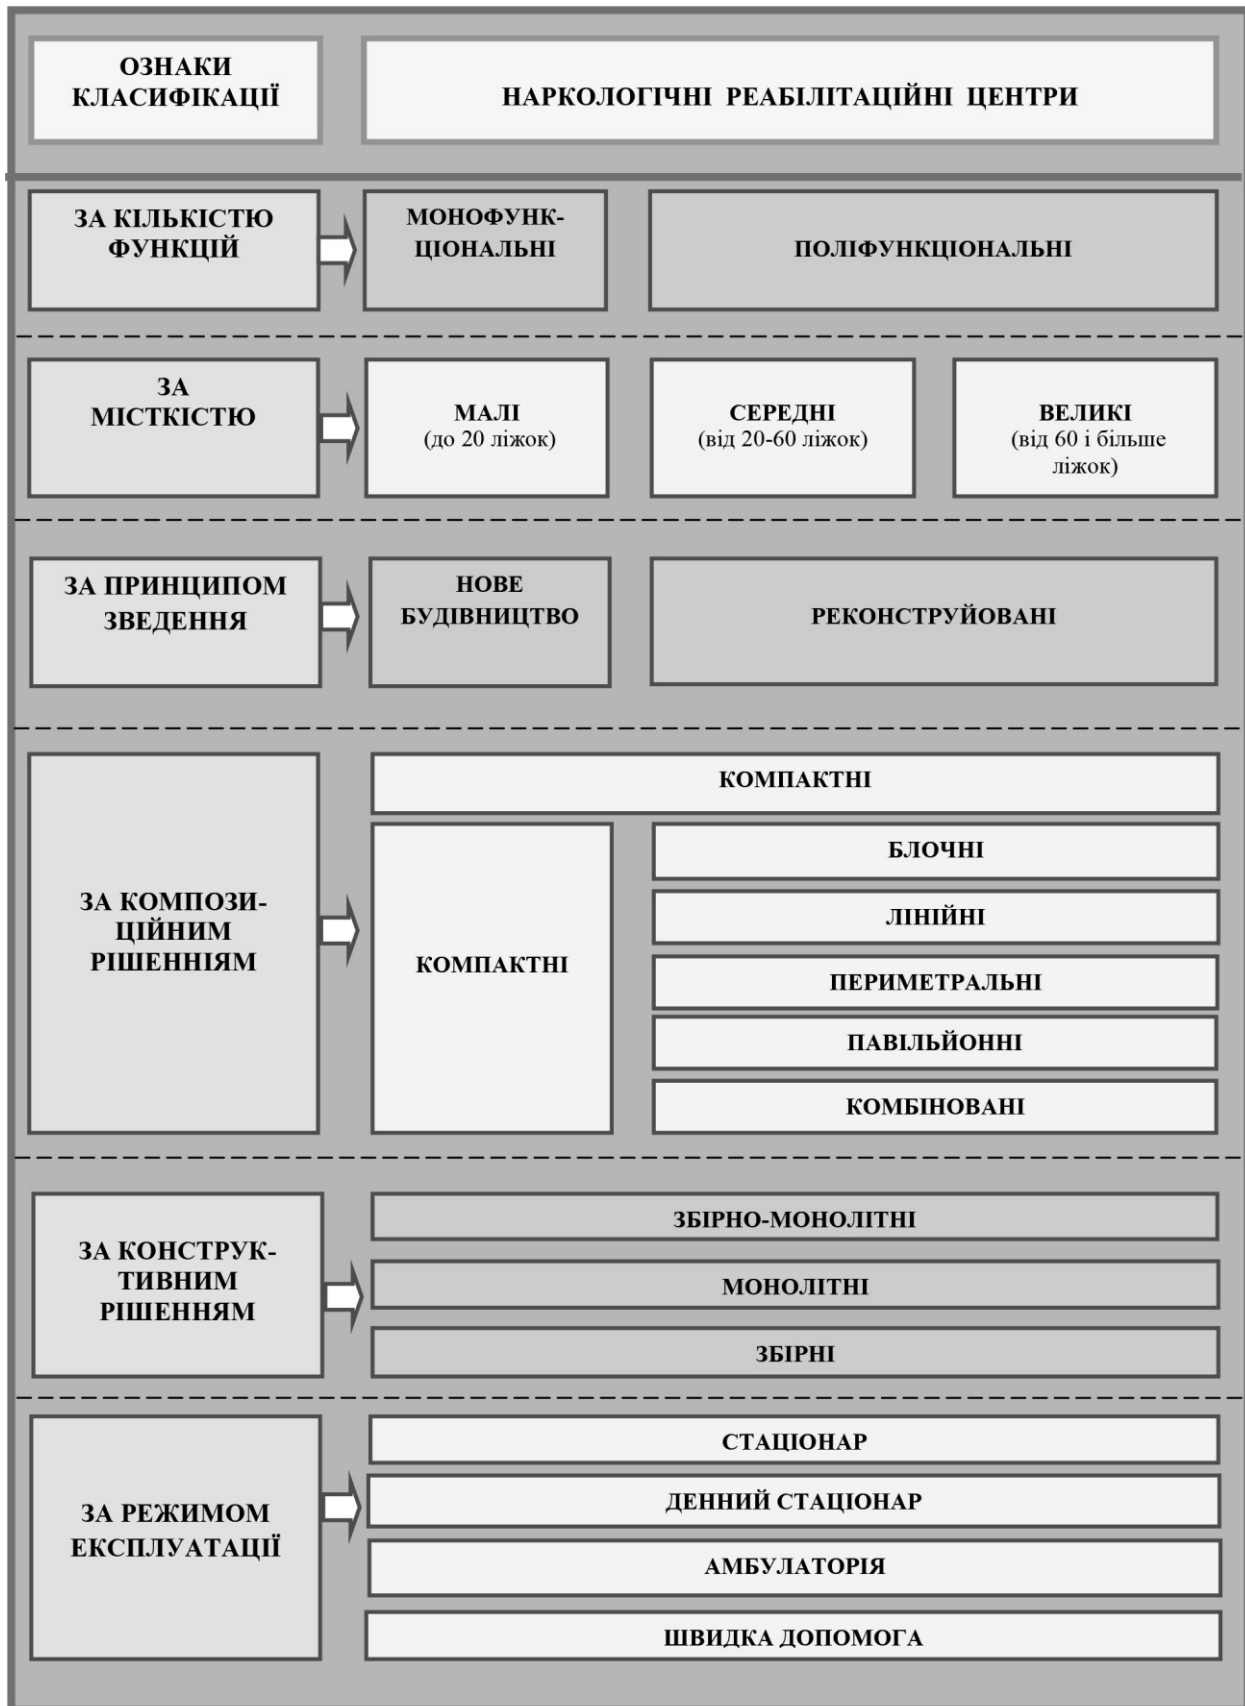 ОЗНАКИ
КЛАСИФІКАЦІЇ
НАРКОЛОГІЧНІ РЕАБІЛІТАЦІЙНІ ЦЕНТРИ
ЗА КІЛЬКІСТЮ
ФУНКЦІЙ
МОНОФУНК-
ЦІОНАЛЬНІ
ПОЛІФУНКЦІОНАЛЬНІ
ЗА
МІСТКІСТЮ
МАЛІ
(до 20 ліжок)
СЕРЕДНІ
(від 20-60 ліжок)
ВЕЛИКІ
(від 60 і більше
ліжок)
ЗА ПРИНЦИПОМ
ЗВЕДЕННЯ
НОВЕ
БУДІВНИЦТВО
РЕКОНСТРУЙОВАНІ
ЗА КОМПОЗИ-
ЦІЙНИМ
РІШЕННІЯМ
КОМПАКТНІ
КОМПАКТНІ
БЛОЧНІ
ЛІНІЙНІ
ПЕРИМЕТРАЛЬНІ
ПАВІЛЬЙОННІ
КОМБІНОВАНІ
ЗА КОНСТРУК-
ТИВНИМ
РІШЕННЯМ
ЗБІРНО-МОНОЛІТНІ
МОНОЛІТНІ
ЗБІРНІ
ЗА РЕЖИМОМ
ЕКСПЛУАТАЦІЇ
СТАЦІОНАР
ДЕННИЙ СТАЦІОНАР
АМБУЛАТОРІЯ
ШВИДКА ДОПОМОГА